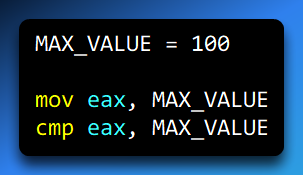 MAX_VALUE = 100
mov eax, MAX_VALUE
cmp eax, MAX_VALUE